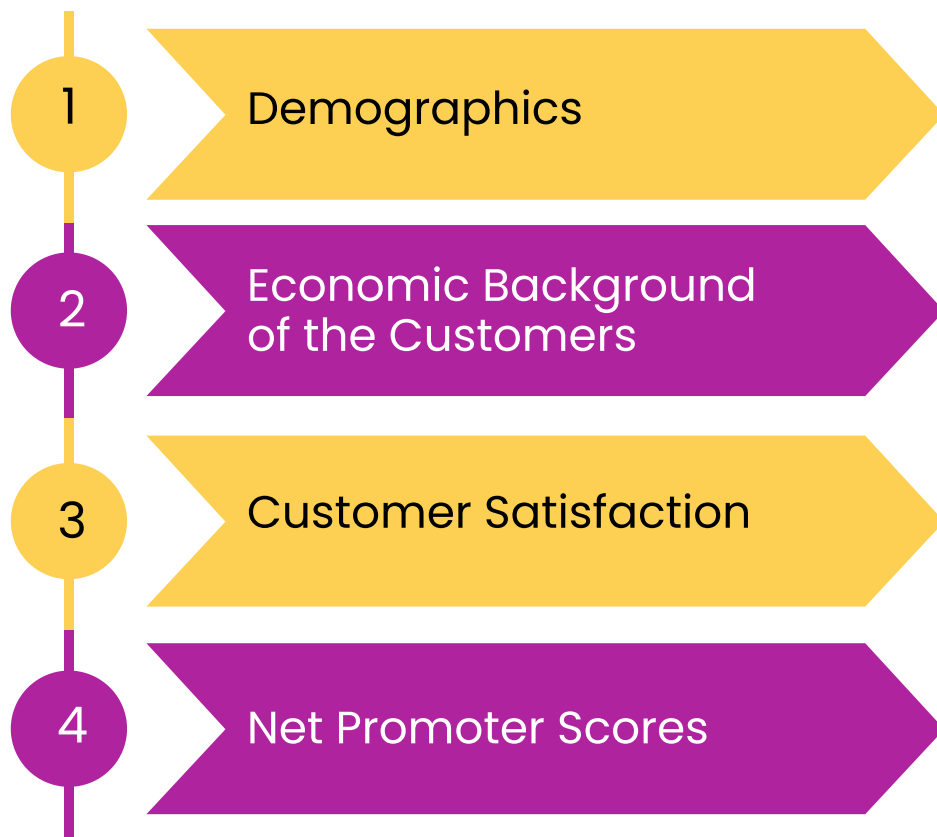 1
Demographics
2
Economic Background
of the Customers
3
Customer Satisfaction
4
Net Promoter Scores